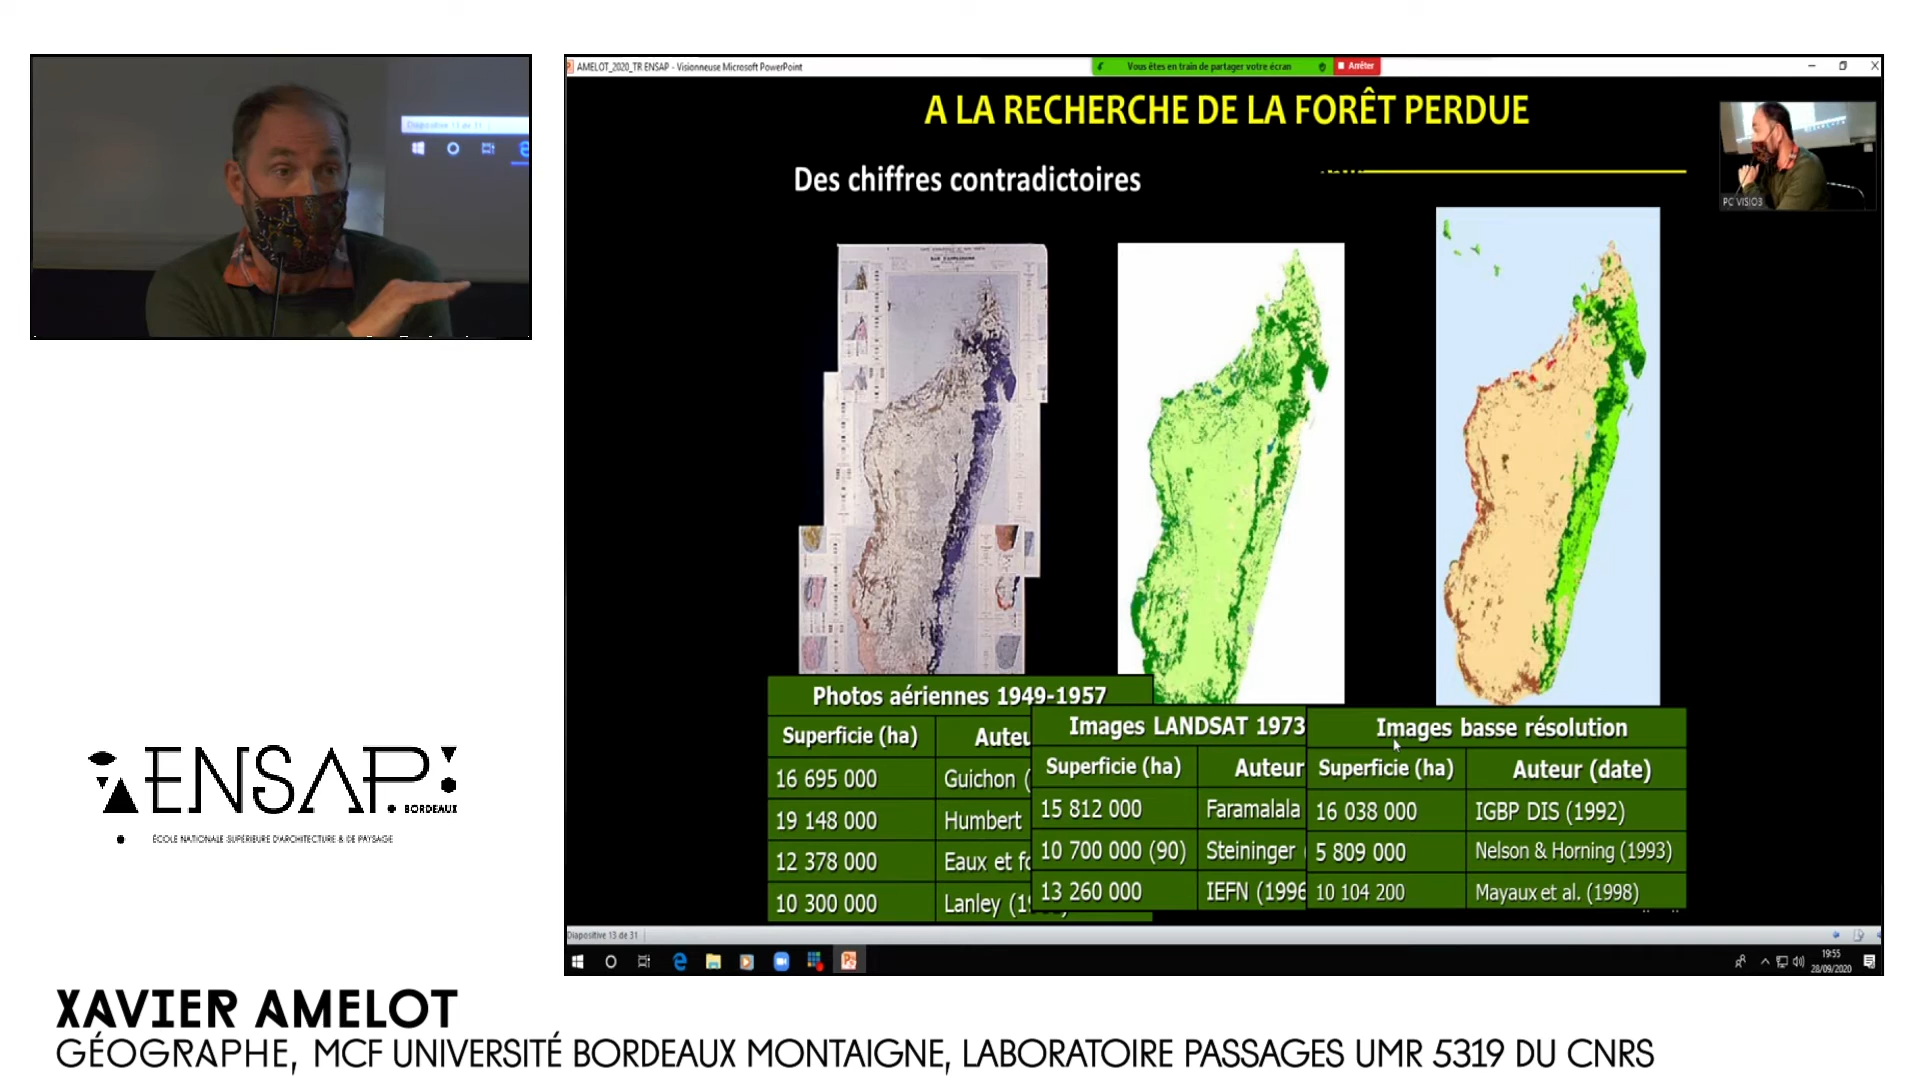 AMELOT_2020_TR ENSAP - Visionneuse Microsoft PowerPoint
Vous êtes en train de partager votre écran
Arrêter
A LA RECHERCHE DE LA FORÊT PERDUE
Des chiffres contradictoires
PC VISIO3
Diapositive 13 de 31
Photos aériennes 1949-1957
Superficie (ha) Auteu
16 695 000 Guichon (
19 148 000 Humbert
12 378 000 Eaux et fo
10 300 000 Lanley (1
Images LANDSAT 1973
Superficie (ha) Auteur
15 812 000 Faramalala
10 700 000 (90) Steininger
13 260 000 IEFN (1996
Images basse résolution
Superficie (ha) Auteur (date)
16 038 000 IGBP DIS (1992)
5 809 000 Nelson & Horning (1993)
10 104 200 Mayaux et al. (1998)
Diapositive 13 de 31
19:55
28/09/2020
ENSAP
BORDEAUX
ÉCOLE NATIONALE SUPÉRIEURE D'ARCHITECTURE & DE PAYSAGE
XAVIER AMELOT
GÉOGRAPHE, MCF UNIVERSITÉ BORDEAUX MONTAIGNE, LABORATOIRE PASSAGES UMR 5319 DU CNRS